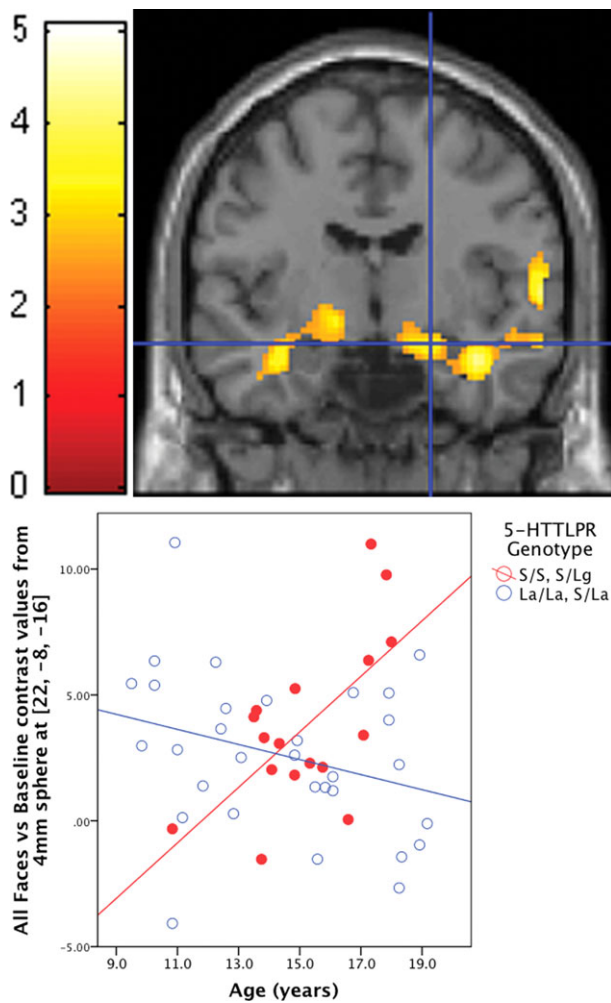 5
4
3
2
1
0
5-HTTLPR
Genotype
S/S, S/Lg
La/La, S/La
All Faces vs Baseline contrast values from
4mm sphere at [22, -8, -16]
10.00
5.00
.00
-5.00
9.0 11.0 13.0 15.0 17.0 19.0
Age (years)